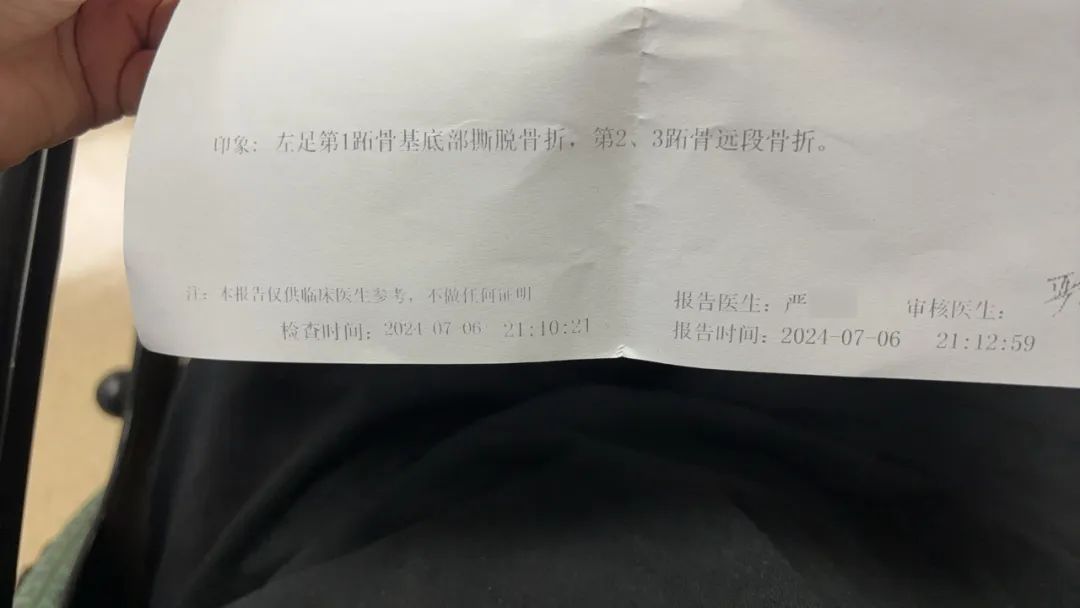 印象: 左足第1跖骨基底部撕脱骨折，第2、3跖骨远段骨折。
注: 本报告仅供临床医生参考，不做任何证明
报告医生: 严
审核医生:
检查时间: 2024-07-06 21:10:21
报告时间: 2024-07-06 21:12:59